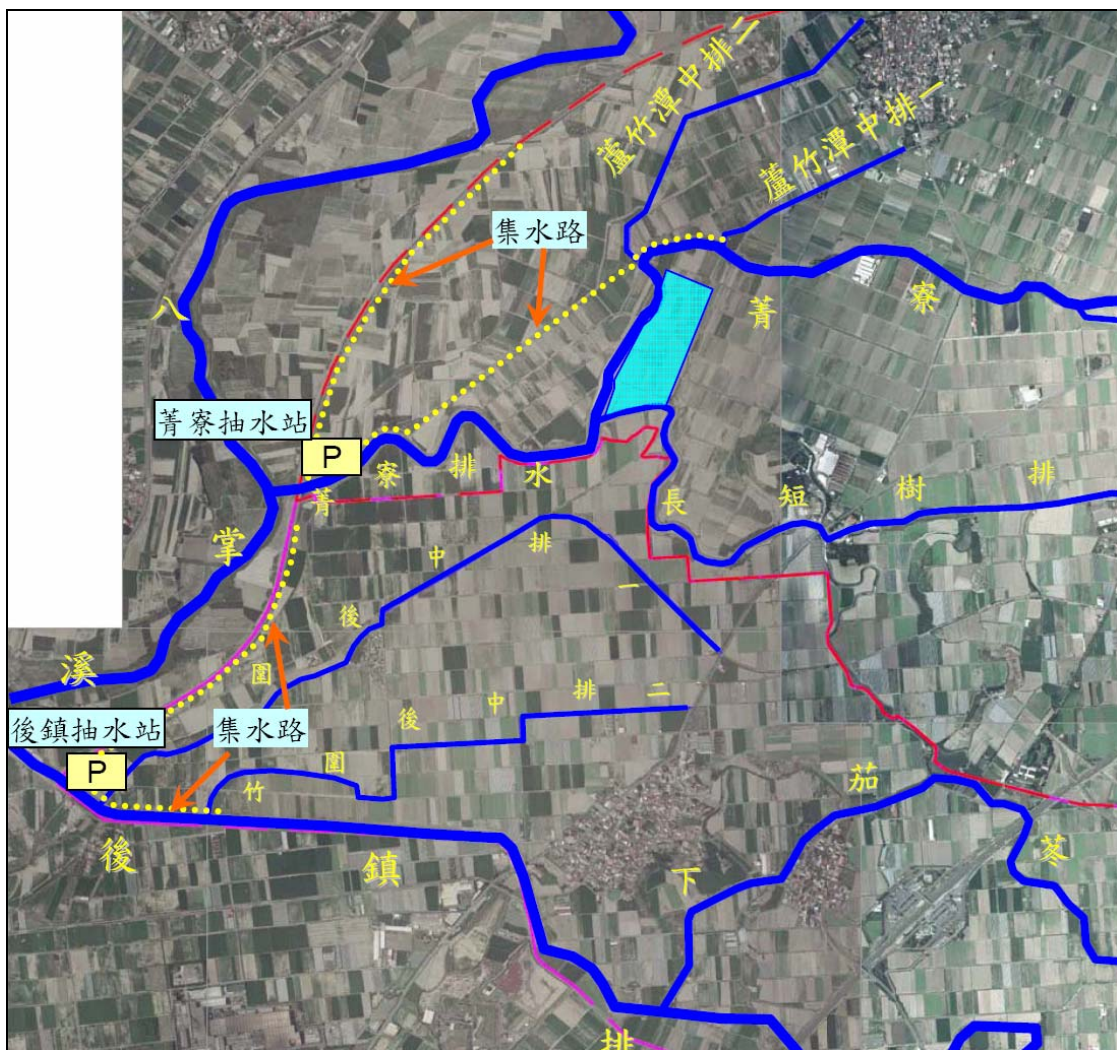 蘆竹潭中排二
蘆竹潭中排一
集水路
菁寮
八掌溪
菁寮抽水站
P
菁寮排水
長短樹排
後中排一
圍
後中排二
竹圍
後鎮抽水站
P
集水路
後鎮排
下茄苳